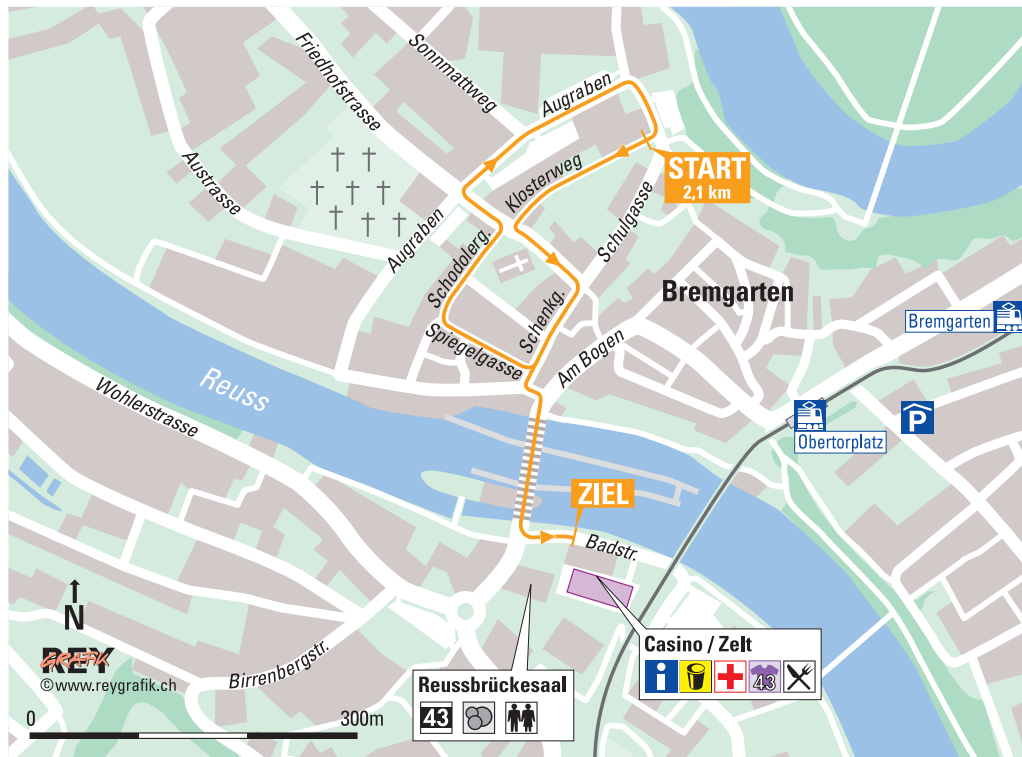 Friedhofstrasse
Sonnmattweg
Augraben
Austrasse
Klosterweg
START
2,1 km
Schulgasse
Augraben
Schodolerg.
Schenkg.
Bremgarten
Bremgarten
Spiegelgasse
Am Bogen
Reuss
Wohlerstrasse
P
Obertorplatz
ZIEL
Badstr.
N
REY
GRAFIK
©www.reygrafik.ch
Birrenbergstr.
Casino / Zelt
i
43
Reussbrückesaal
43
0
300m